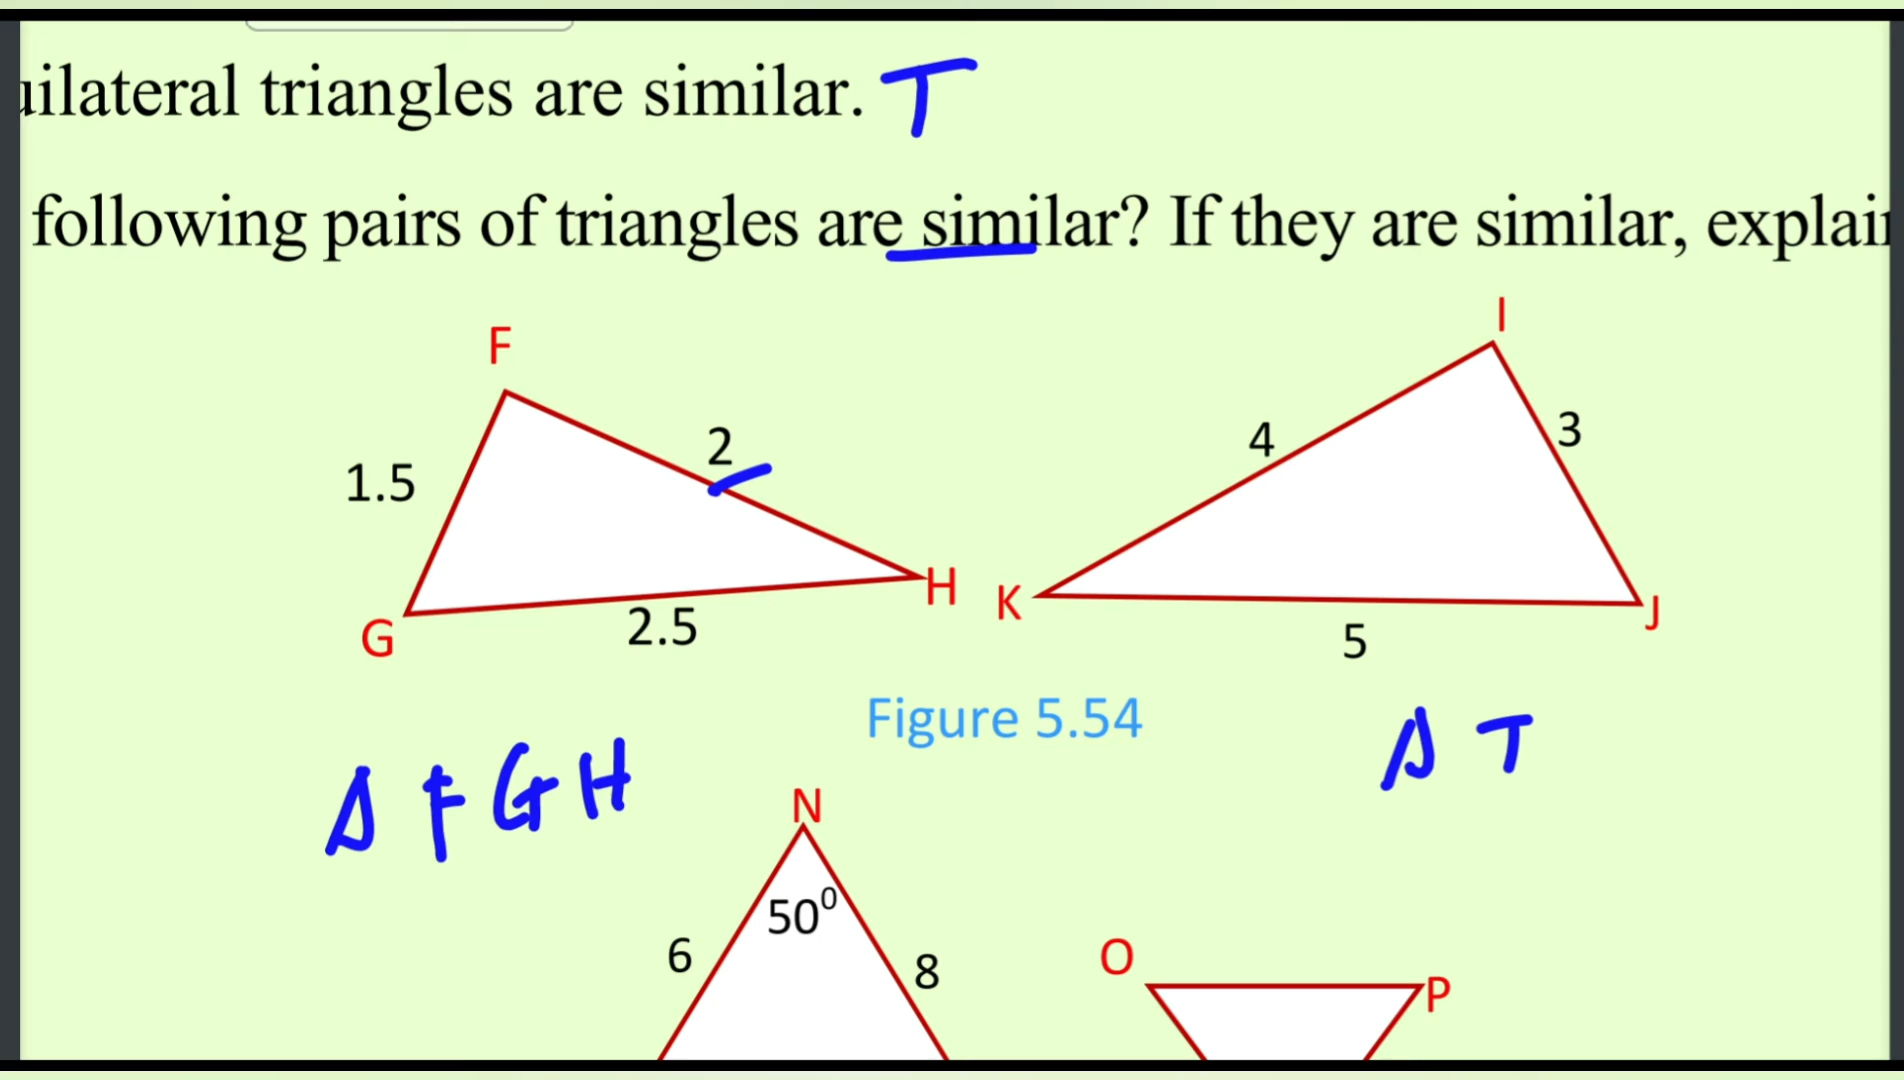 uilateral triangles are similar. T
following pairs of triangles are similar? If they are similar, explain
F
I
2
4
3
1.5
H
K
J
G
2.5
5
Figure 5.54
Δ T
Δ FGH
N
50⁰
6
8
O
P